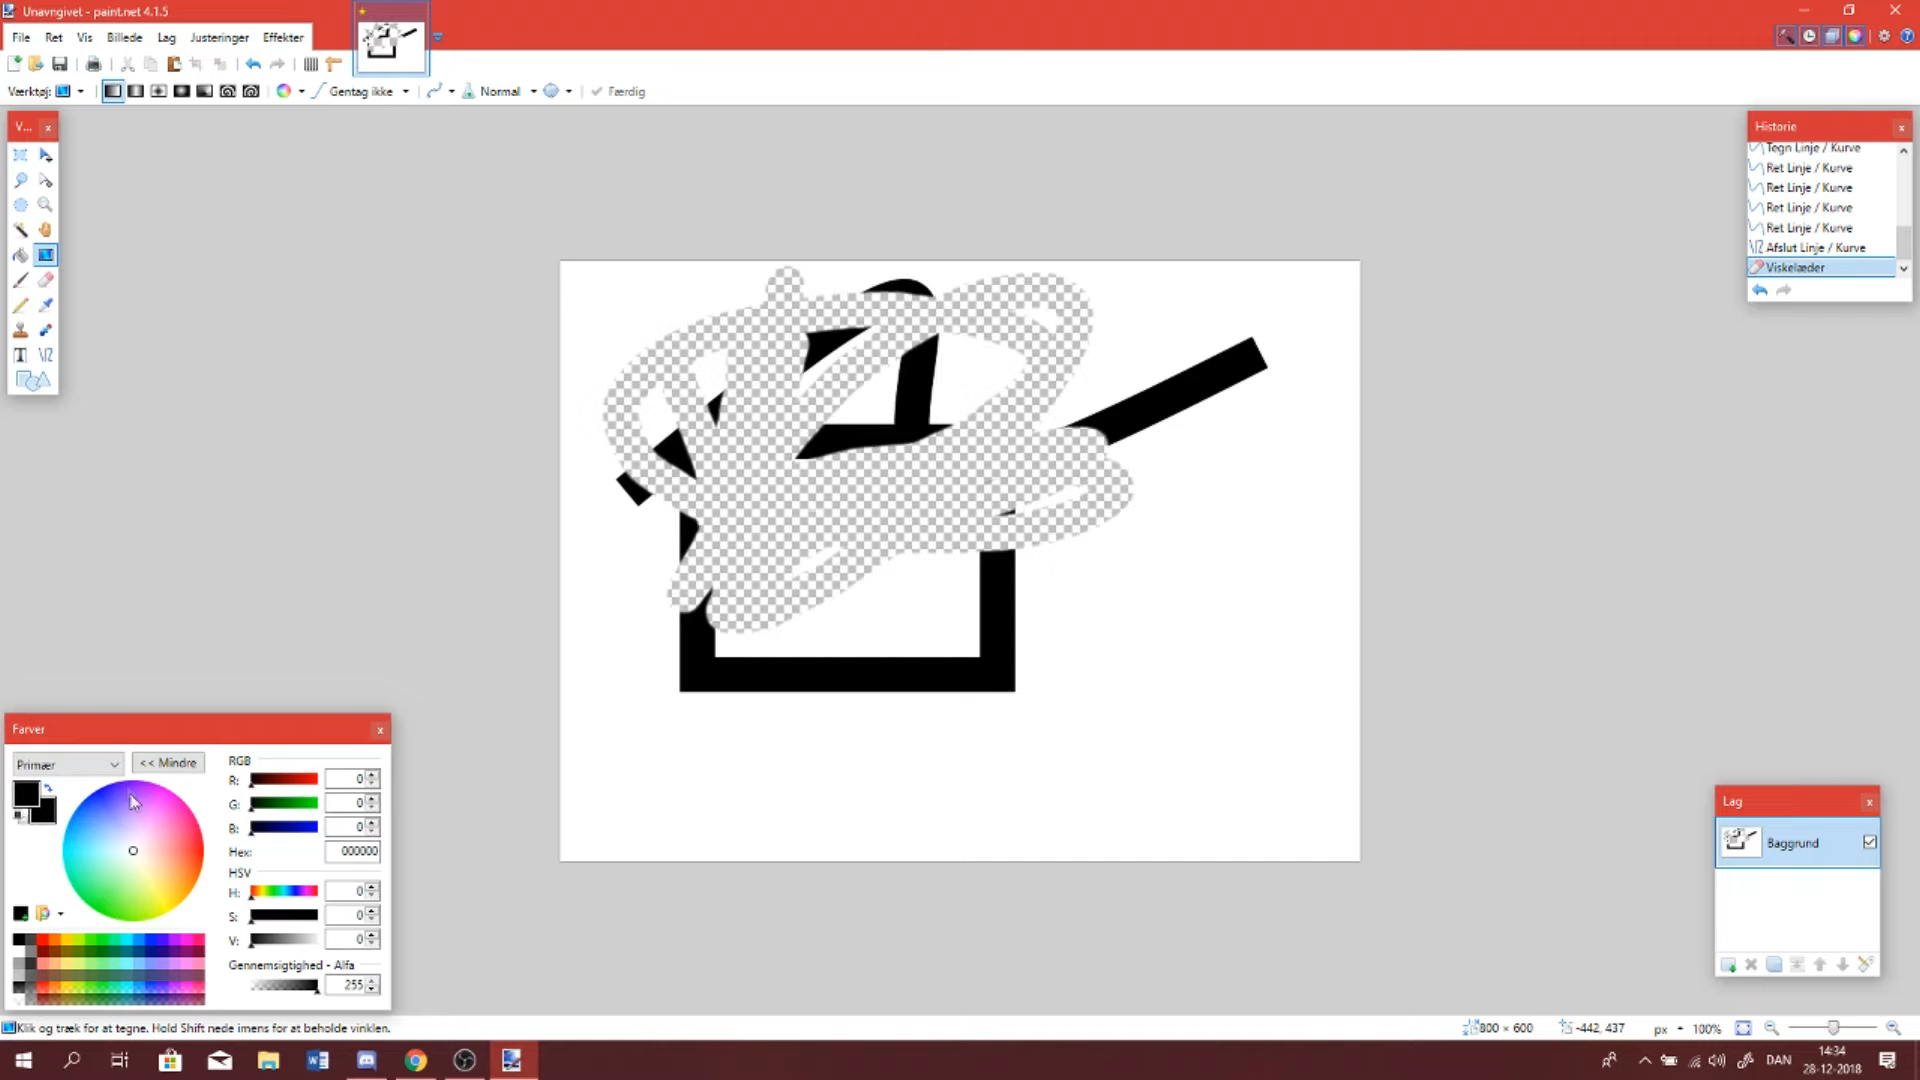 Unavngivet - paint.net 4.1.5
File Ret Vis Billede Lag Justeringer Effekter
Værktøj: Gentag ikke Normal Færdig
V...
Historie
Tegn Linje / Kurve
Ret Linje / Kurve
Ret Linje / Kurve
Ret Linje / Kurve
Ret Linje / Kurve
Afslut Linje / Kurve
Viskelæder
Farver
Primær << Mindre
RGB
R: 0
G: 0
B: 0
Hex: 000000
HSV
H: 0
S: 0
V: 0
Gennemsigtighed - Alfa
255
Lag
Baggrund
Klik og træk for at tegne. Hold Shift nede imens for at beholde vinklen.
800 × 600 -442, 437 px 100%
DAN
14:34
28-12-2018